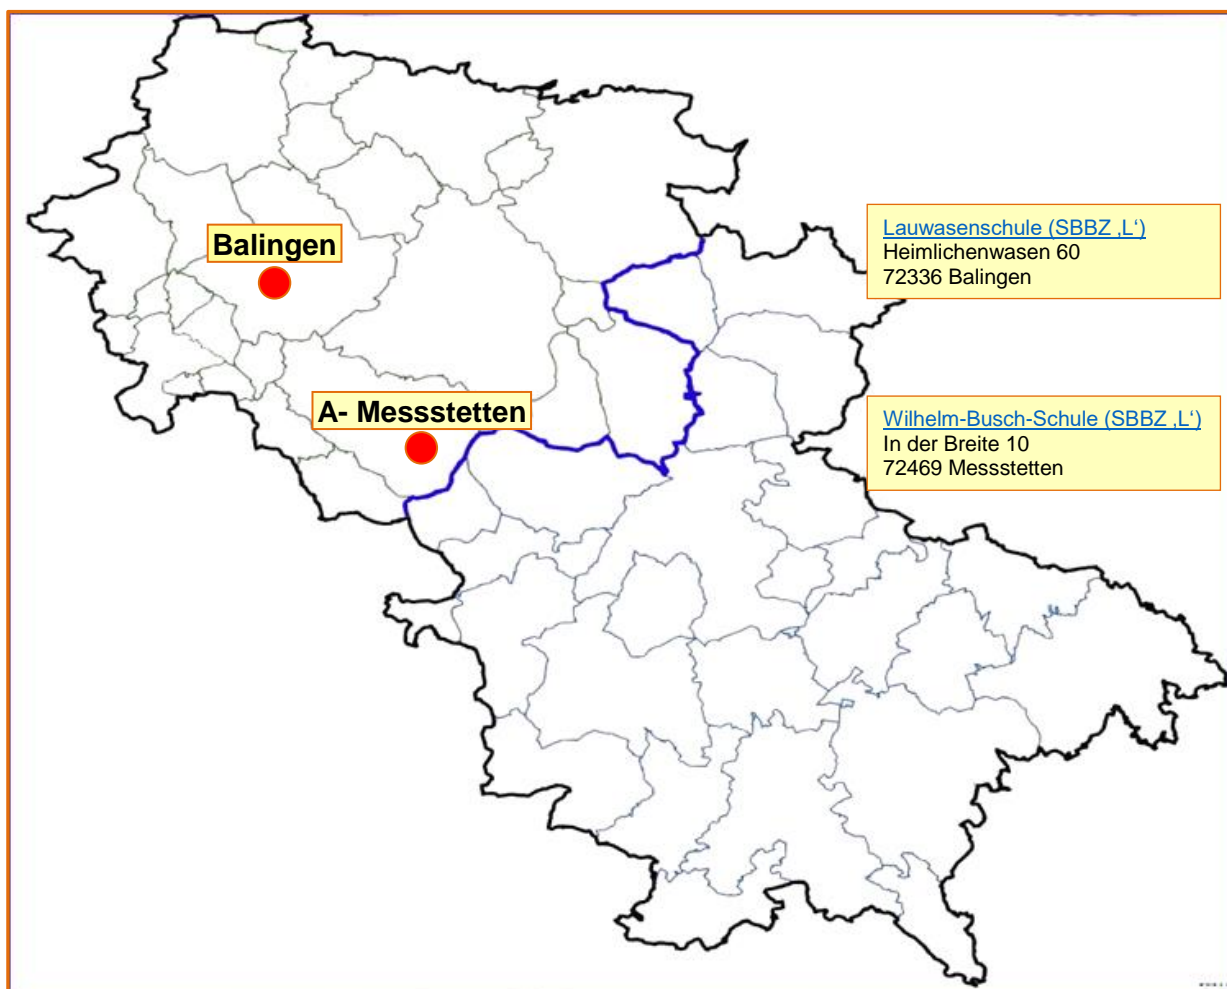 Balingen
A- Messstetten
Lauwasenschule (SBBZ ‚L‘)
Heimlichenwasen 60
72336 Balingen
Wilhelm-Busch-Schule (SBBZ ‚L‘)
In der Breite 10
72469 Messstetten